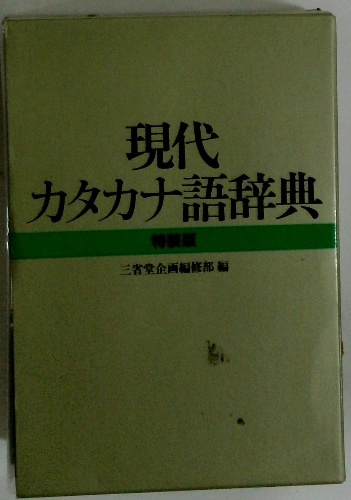 現代
カタカナ語辞典
特装版
三省堂企画編修部 編